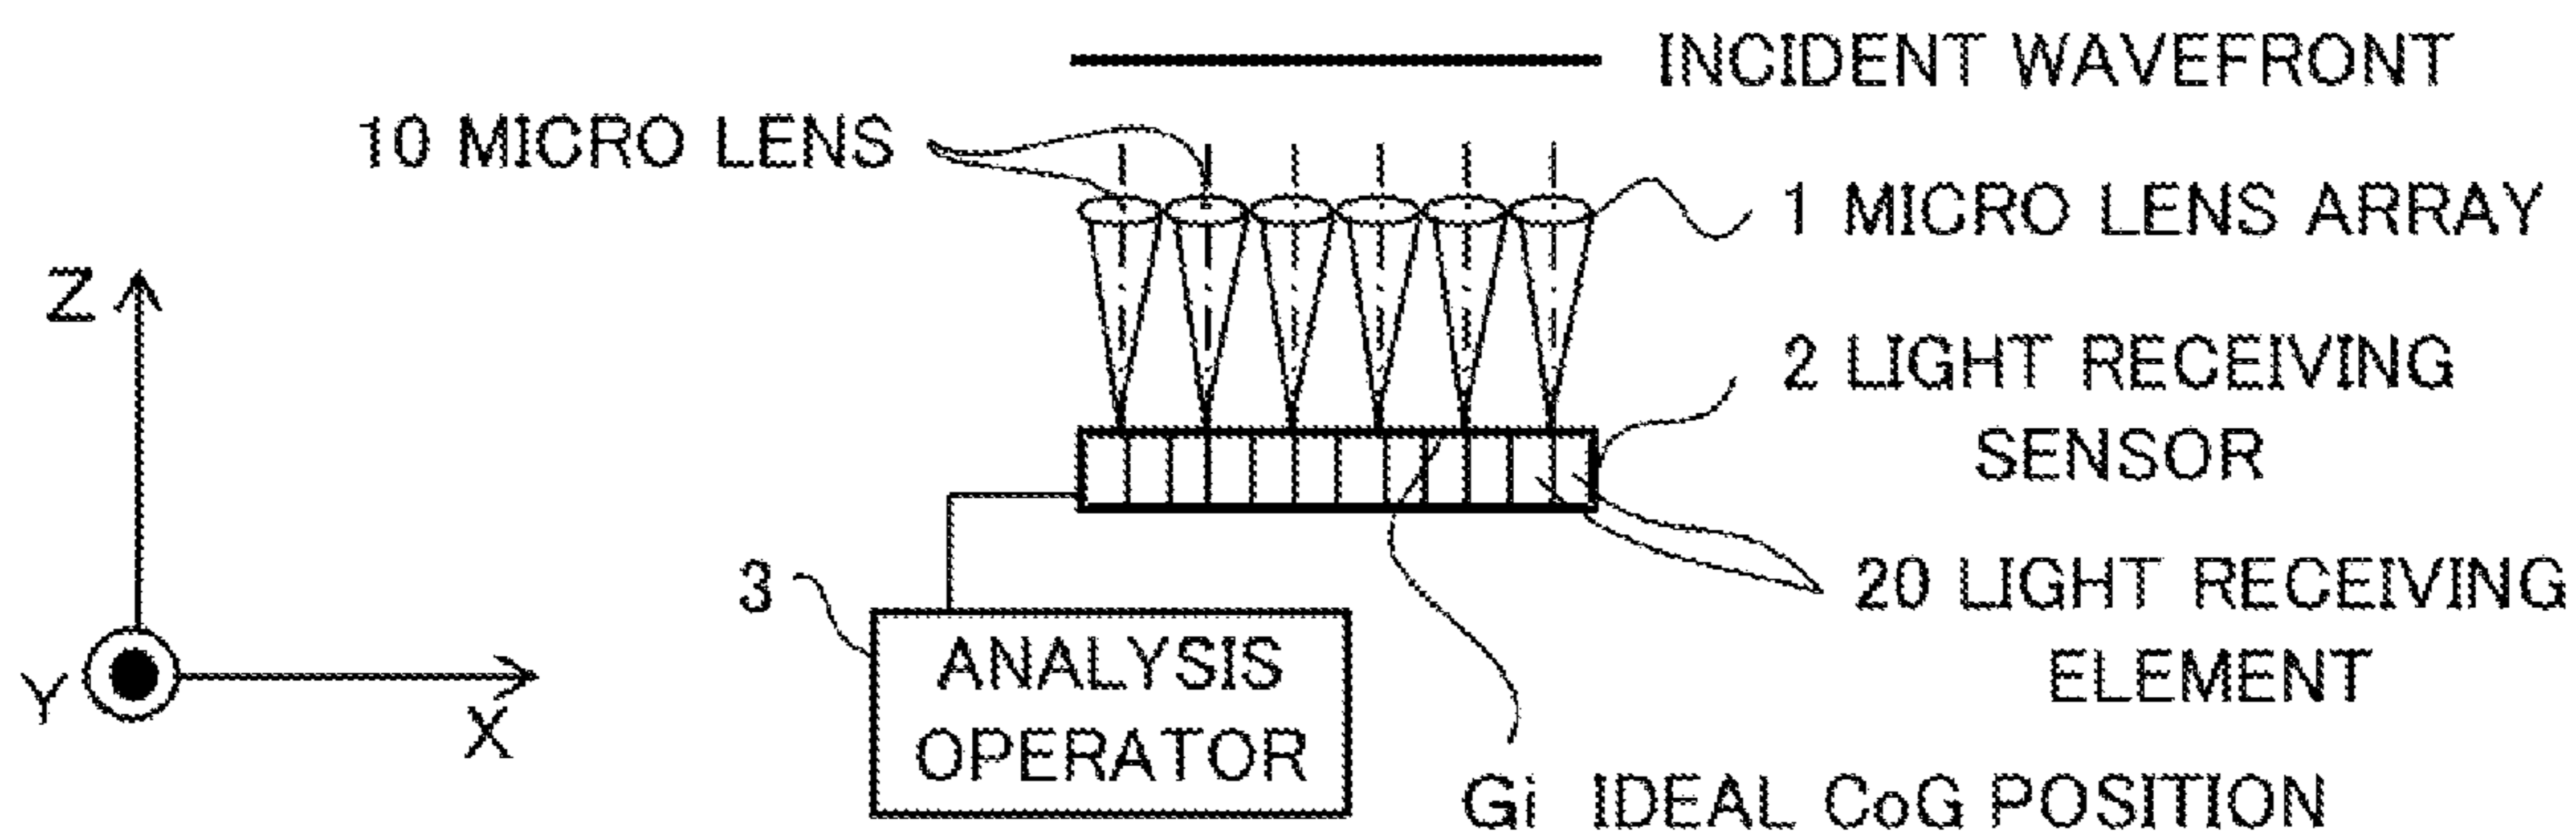 INCIDENT WAVEFRONT
10 MICRO LENS
1 MICRO LENS ARRAY
Z
2 LIGHT RECEIVING
SENSOR
3
20 LIGHT RECEIVING
ELEMENT
ANALYSIS
OPERATOR
Y
X
Gi IDEAL CoG POSITION